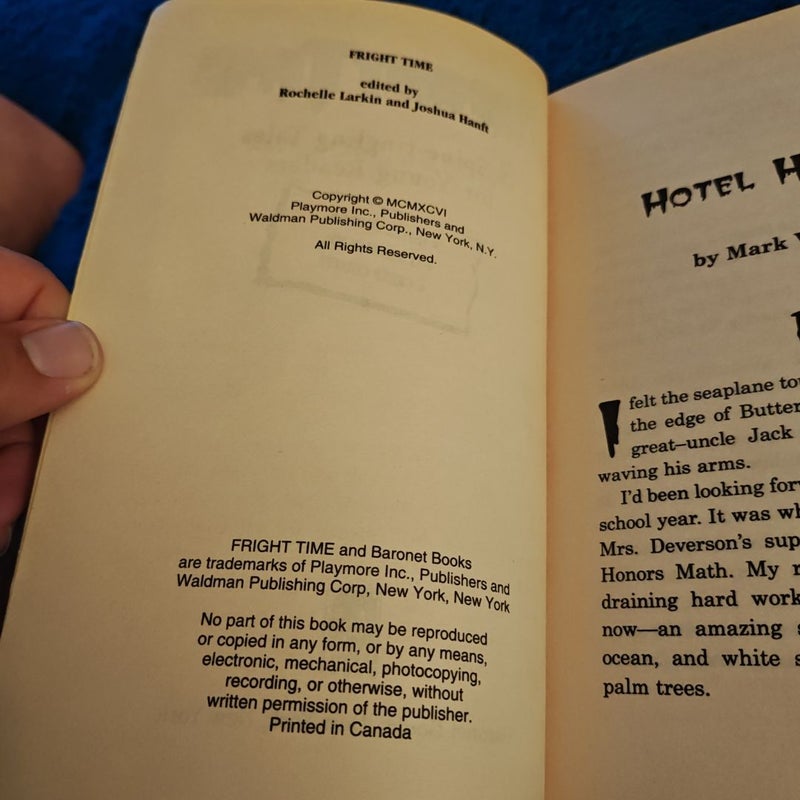 FRIGHT TIME
edited by
Rochelle Larkin and Joshua Hanft
Copyright © MCMXCVI
Playmore Inc., Publishers and
Waldman Publishing Corp., New York, N.Y.
All Rights Reserved.
FRIGHT TIME and Baronet Books
are trademarks of Playmore Inc., Publishers and
Waldman Publishing Corp, New York, New York
No part of this book may be reproduced
or copied in any form, or by any means,
electronic, mechanical, photocopying,
recording, or otherwise, without
written permission of the publisher.
Printed in Canada
HOTEL
by Mark
I felt the seaplane
the edge of
great–uncle Jack
waving his arms.
I'd been looking
school year. It was
Mrs. Deverson's
Honors Math. My
draining hard
now—an amazing
ocean, and white
palm trees.